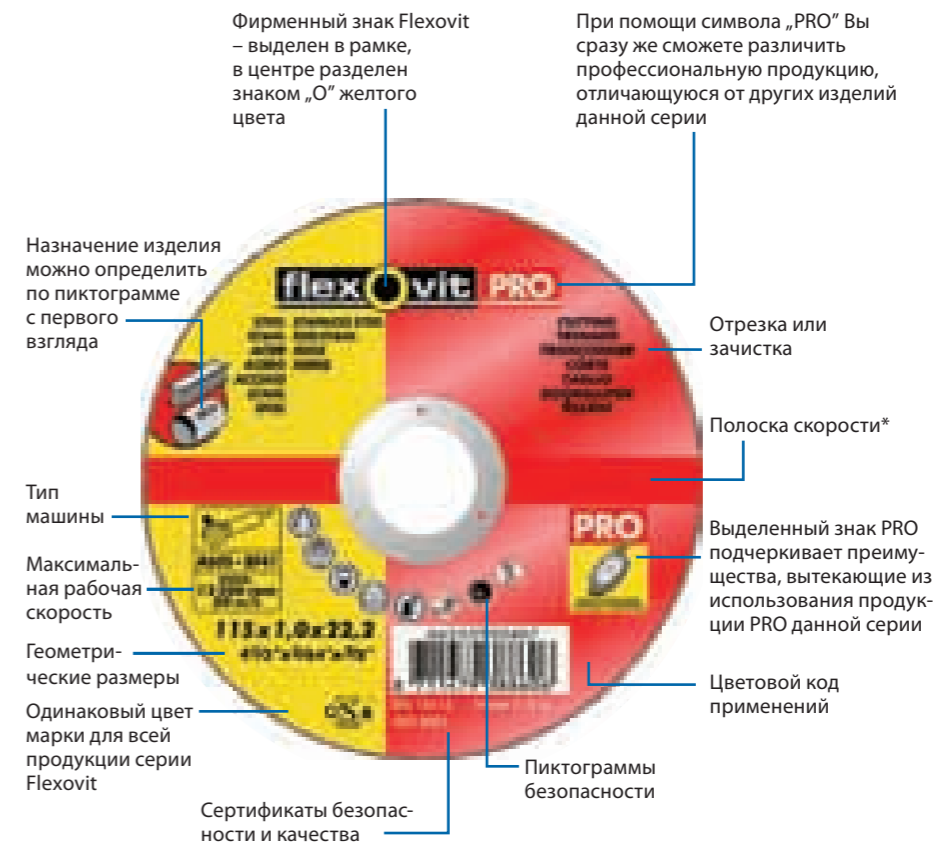 Фирменный знак Flexovit
– выделен в рамке,
в центре разделен
знаком „О” желтого
цвета
При помощи символа „PRO” Вы
сразу же сможете различить
профессиональную продукцию,
отличающуюся от других изделий
данной серии
Назначение изделия
можно определить
по пиктограмме
с первого
взгляда
flexovit PRO
Отрезка или
зачистка
Полоска скорости*
Тип
машины
PRO
Выделенный знак PRO
подчеркивает преиму-
щества, вытекающие из
использования продук-
ции PRO данной серии
Максималь-
ная рабочая
скорость
115x1,0x22,2
Геометри-
ческие размеры
Цветовой код
применений
Одинаковый цвет
марки для всей
продукции серии
Flexovit
Пиктограммы
безопасности
Сертификаты безопас-
ности и качества